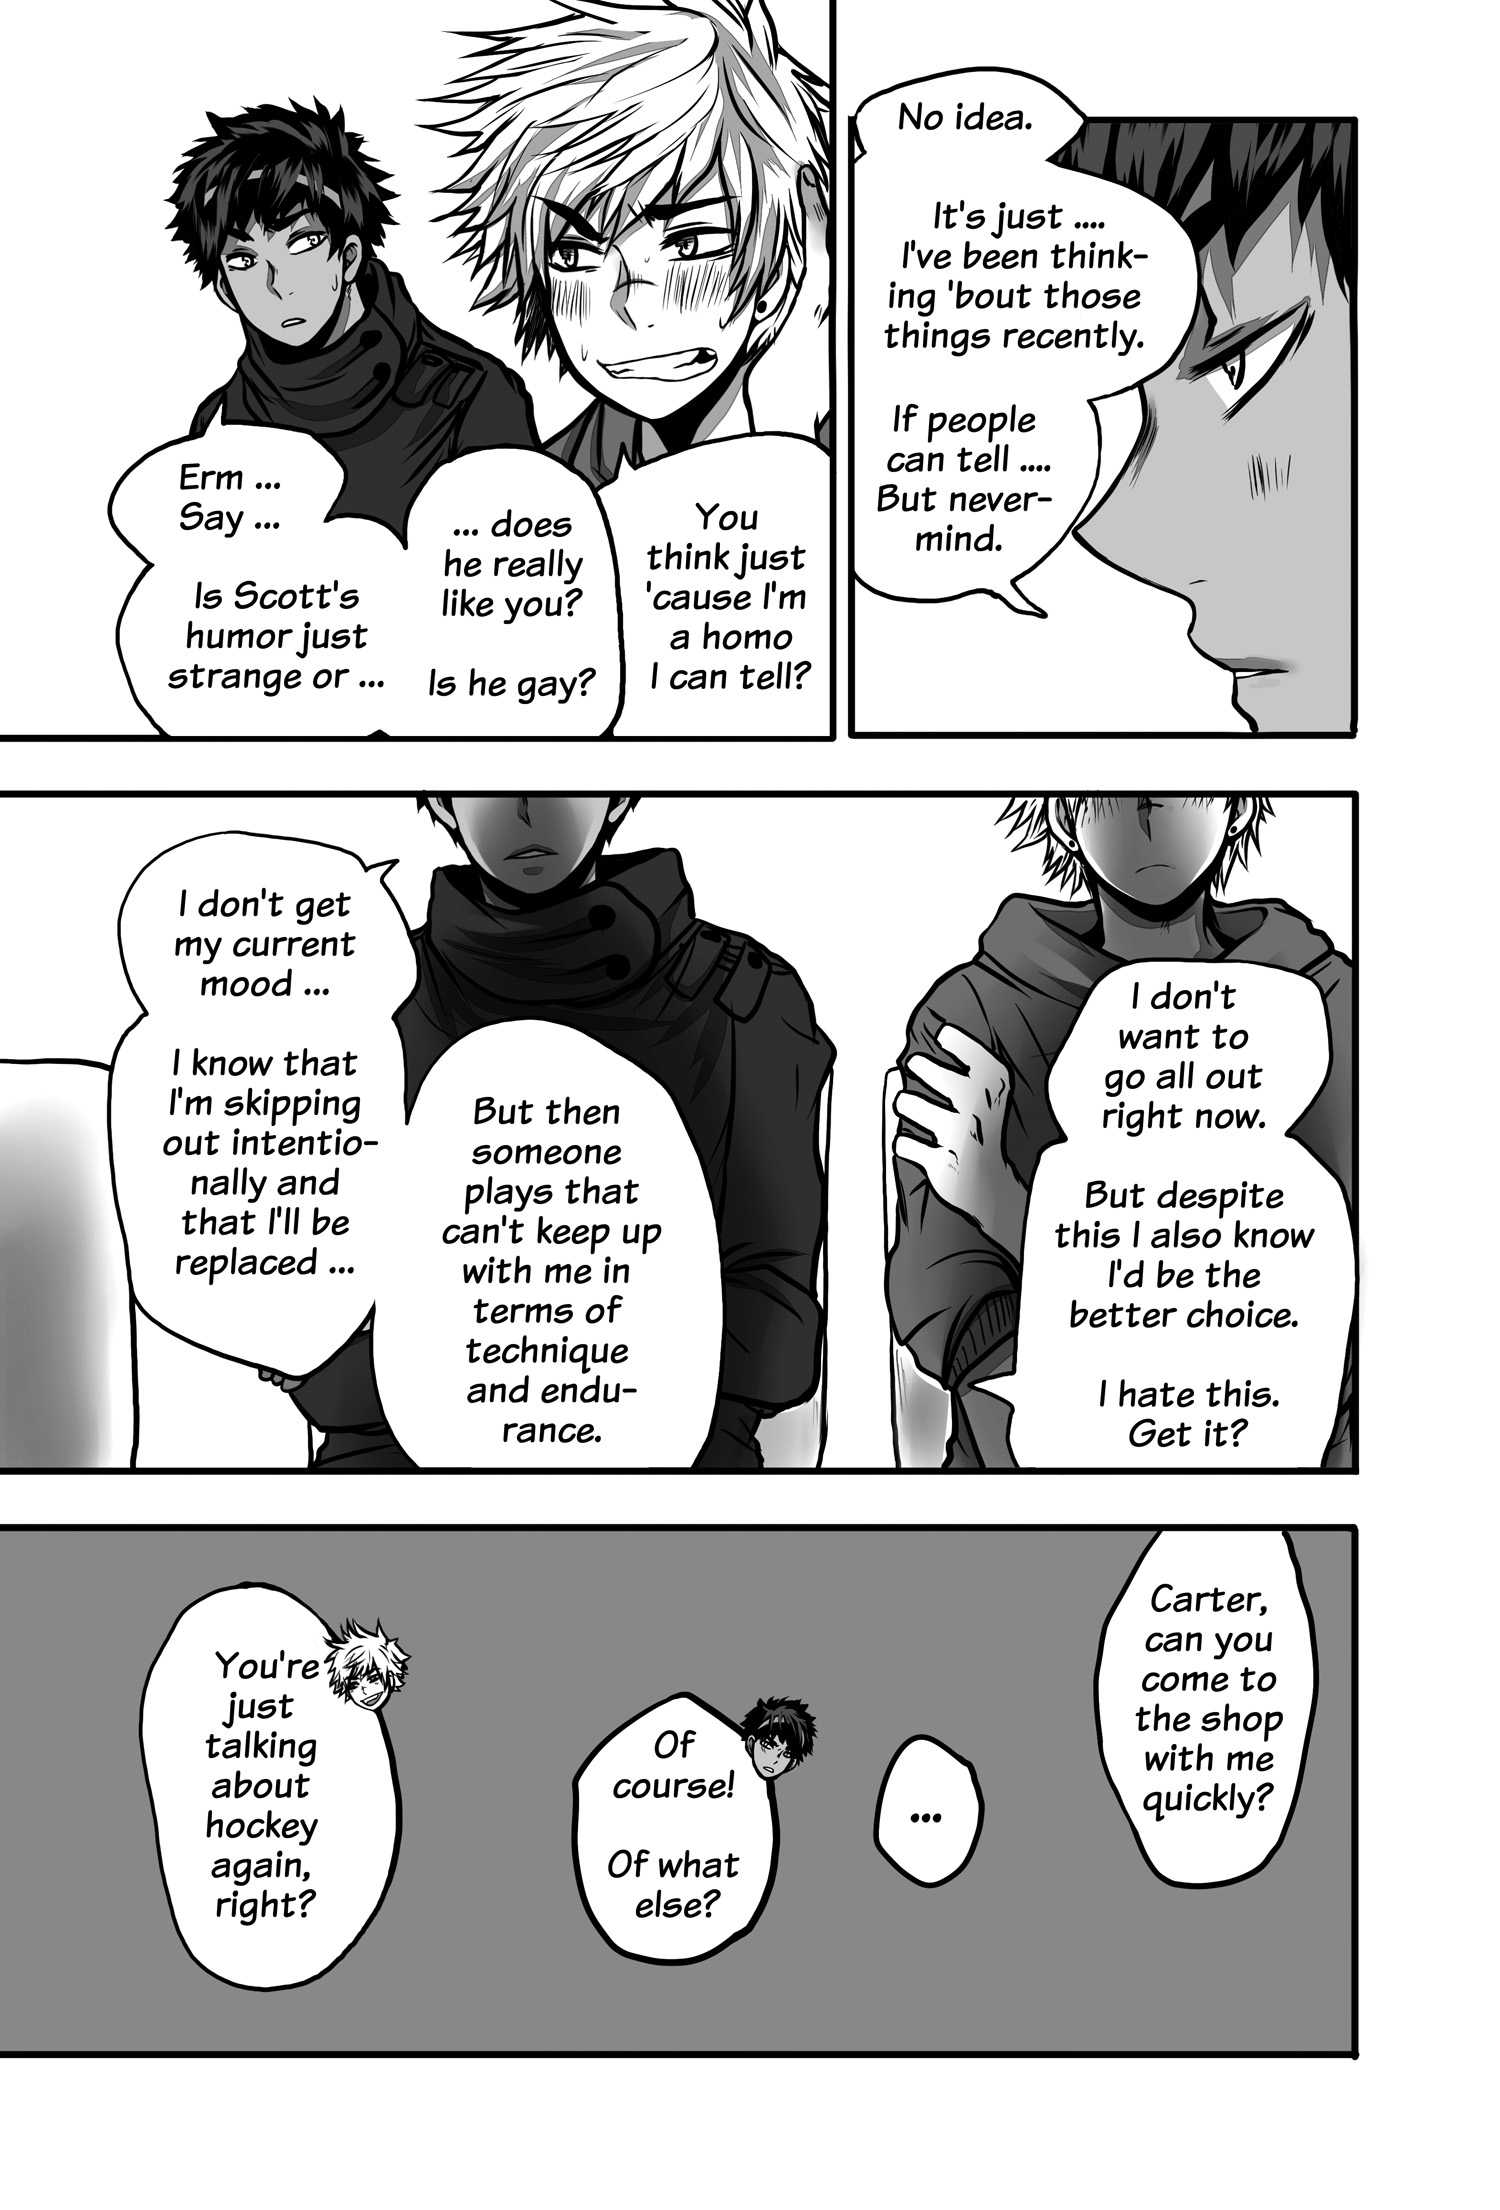 Erm ...
Say ...
Is Scott's
humor just
strange or ...
... does
he really
like you?
Is he gay?
You
think just
'cause I'm
a homo
I can tell?
No idea.
It's just ....
I've been think-
ing 'bout those
things recently.
If people
can tell ....
But never-
mind.
I don't get
my current
mood ...
I know that
I'm skipping
out intentio-
nally and
that I'll be
replaced ...
But then
someone
plays that
can't keep up
with me in
terms of
technique
and endu-
rance.
I don't
want to
go all out
right now.
But despite
this I also know
I'd be the
better choice.
I hate this.
Get it?
You're
just
talking
about
hockey
again,
right?
Of
course!
Of what
else?
...
Carter,
can you
come to
the shop
with me
quickly?